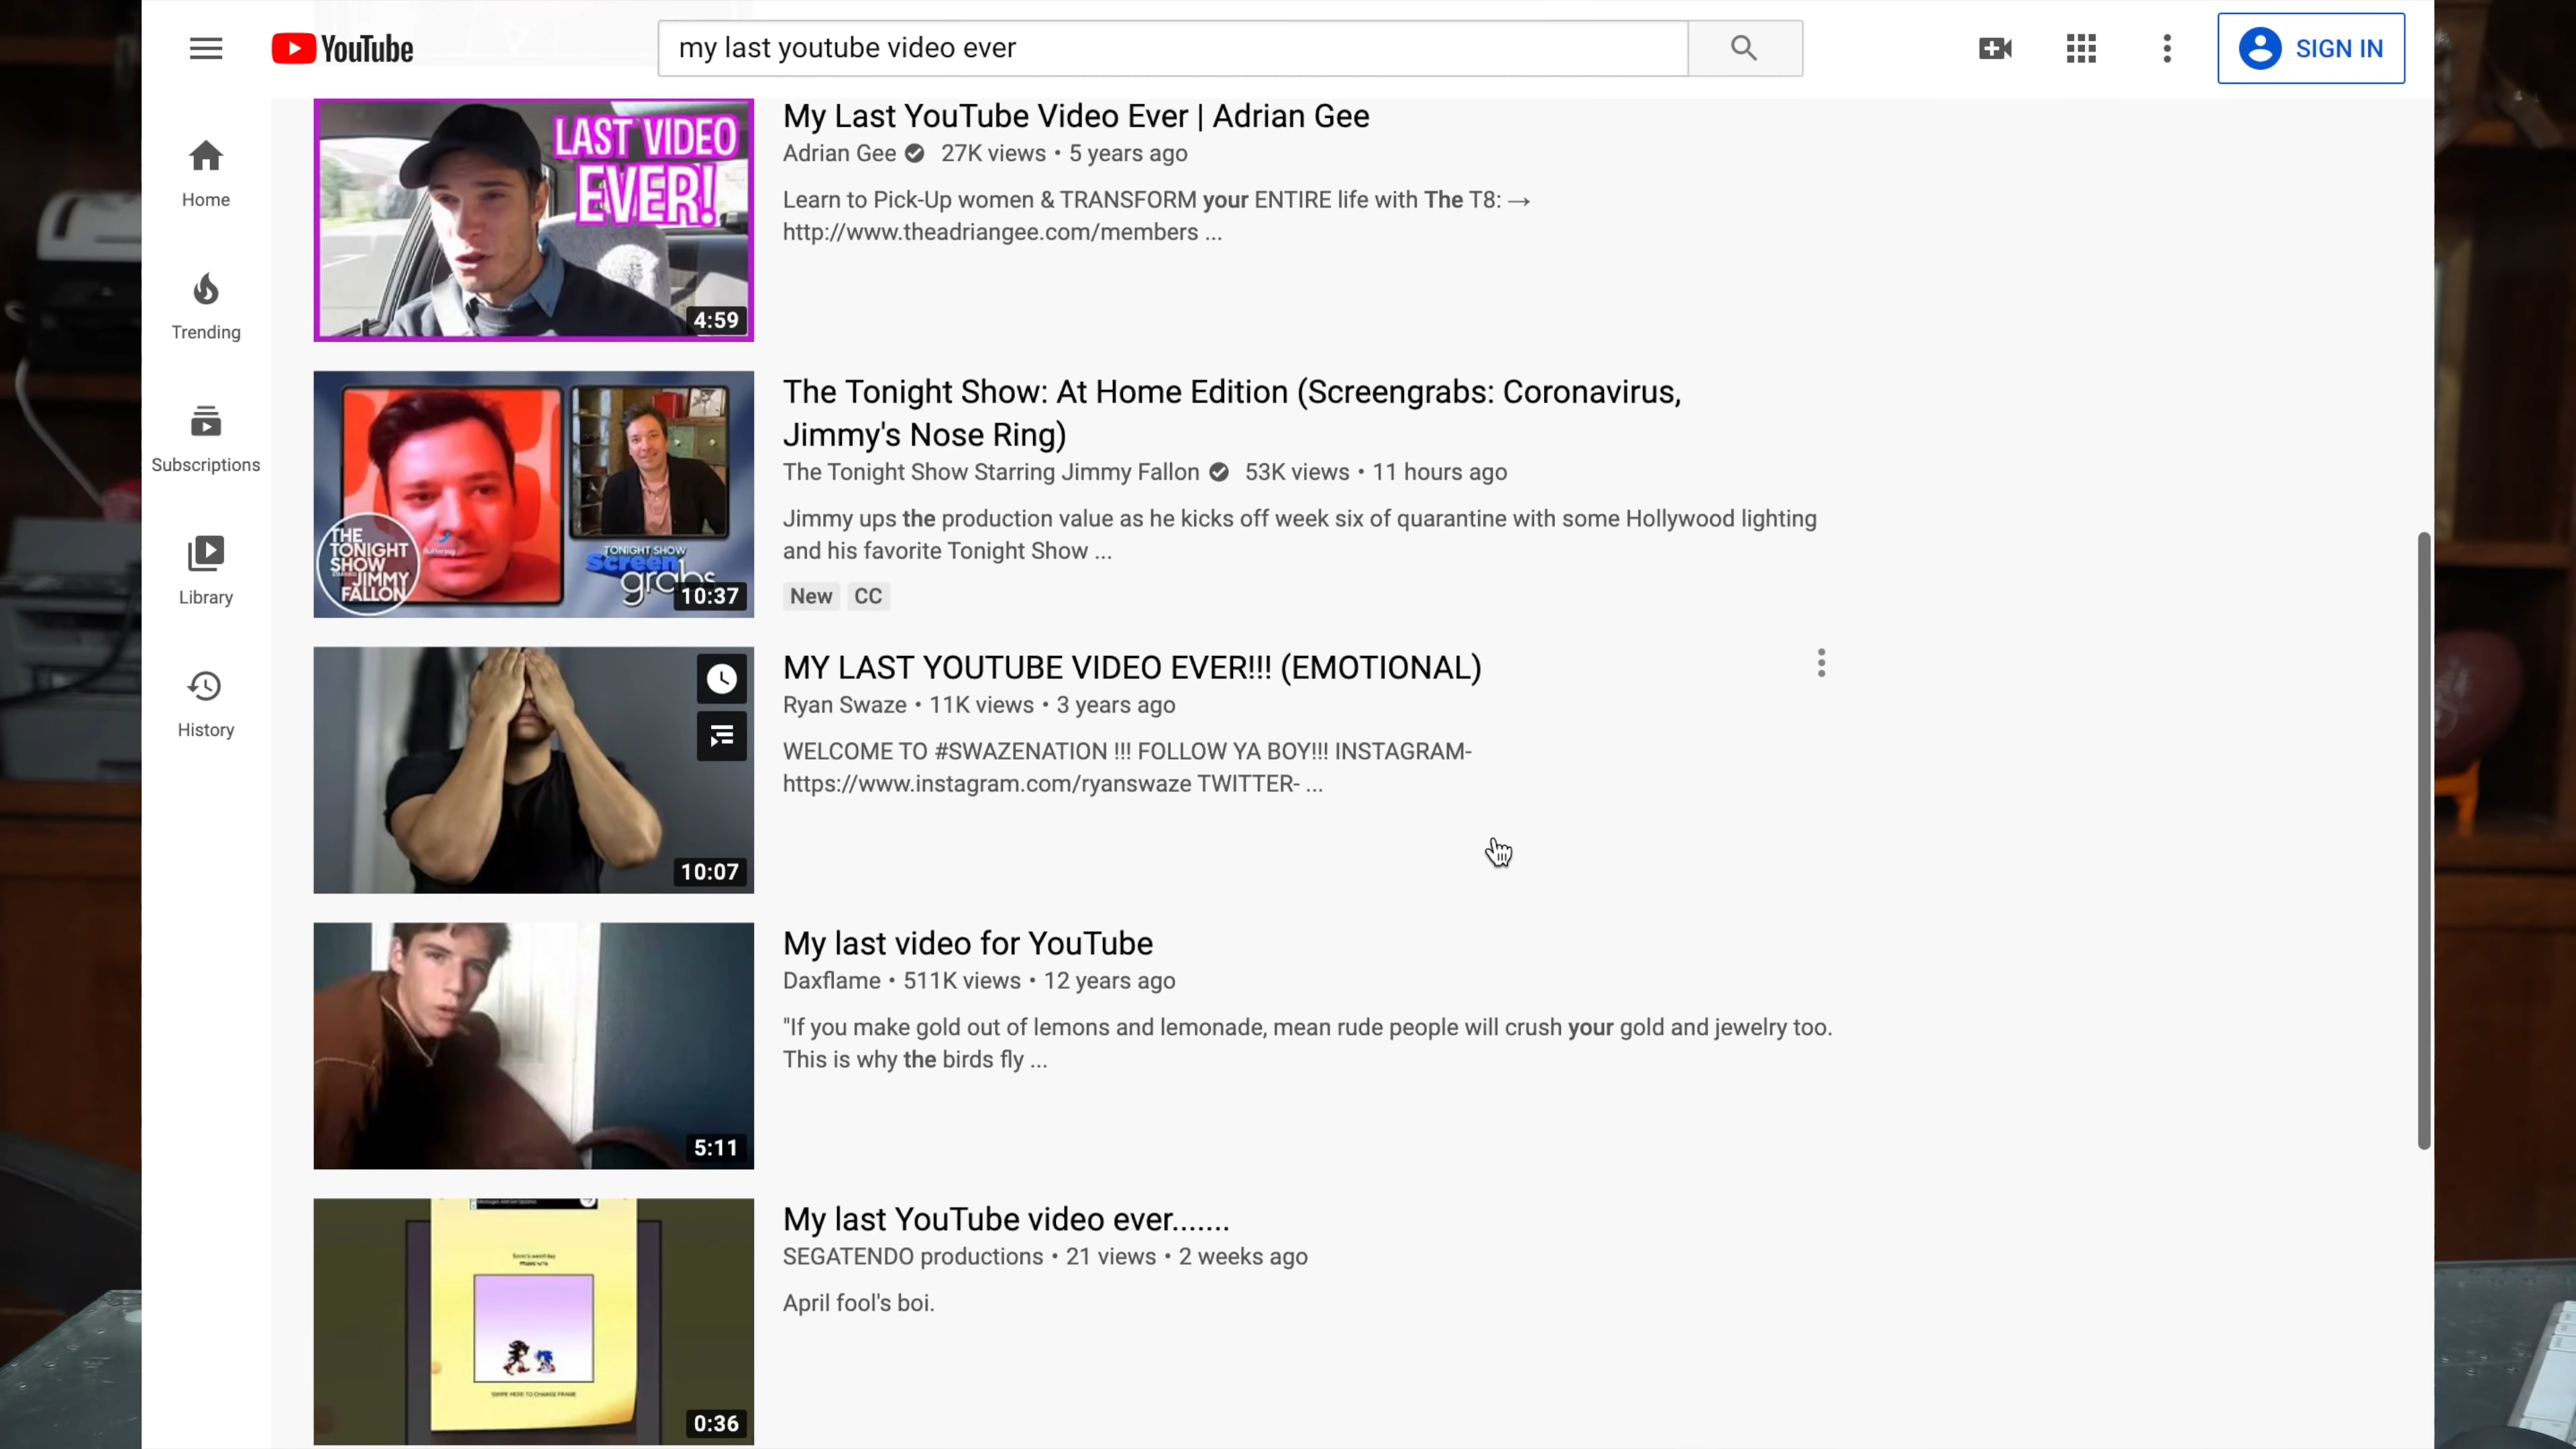 YouTube
my last youtube video ever
SIGN IN
Home
Trending
Subscriptions
Library
History
LAST VIDEO
EVER!
4:59
My Last YouTube Video Ever | Adrian Gee
Adrian Gee 27K views • 5 years ago
Learn to Pick-Up women & TRANSFORM your ENTIRE life with The T8: →
http://www.theadriangee.com/members ...
THE
TONIGHT
SHOW
JIMMY
FALLON
TONIGHT SHOW
Screen
grabs
10:37
The Tonight Show: At Home Edition (Screengrabs: Coronavirus,
Jimmy's Nose Ring)
The Tonight Show Starring Jimmy Fallon 53K views • 11 hours ago
Jimmy ups the production value as he kicks off week six of quarantine with some Hollywood lighting
and his favorite Tonight Show ...
New CC
10:07
MY LAST YOUTUBE VIDEO EVER!!! (EMOTIONAL)
Ryan Swaze • 11K views • 3 years ago
WELCOME TO #SWAZENATION !!! FOLLOW YA BOY!!! INSTAGRAM-
https://www.instagram.com/ryanswaze TWITTER- ...
5:11
My last video for YouTube
Daxflame • 511K views • 12 years ago
"If you make gold out of lemons and lemonade, mean rude people will crush your gold and jewelry too.
This is why the birds fly ...
SWIPE HERE TO CHANGE FRAME
0:36
My last YouTube video ever.......
SEGATENDO productions • 21 views • 2 weeks ago
April fool's boi.